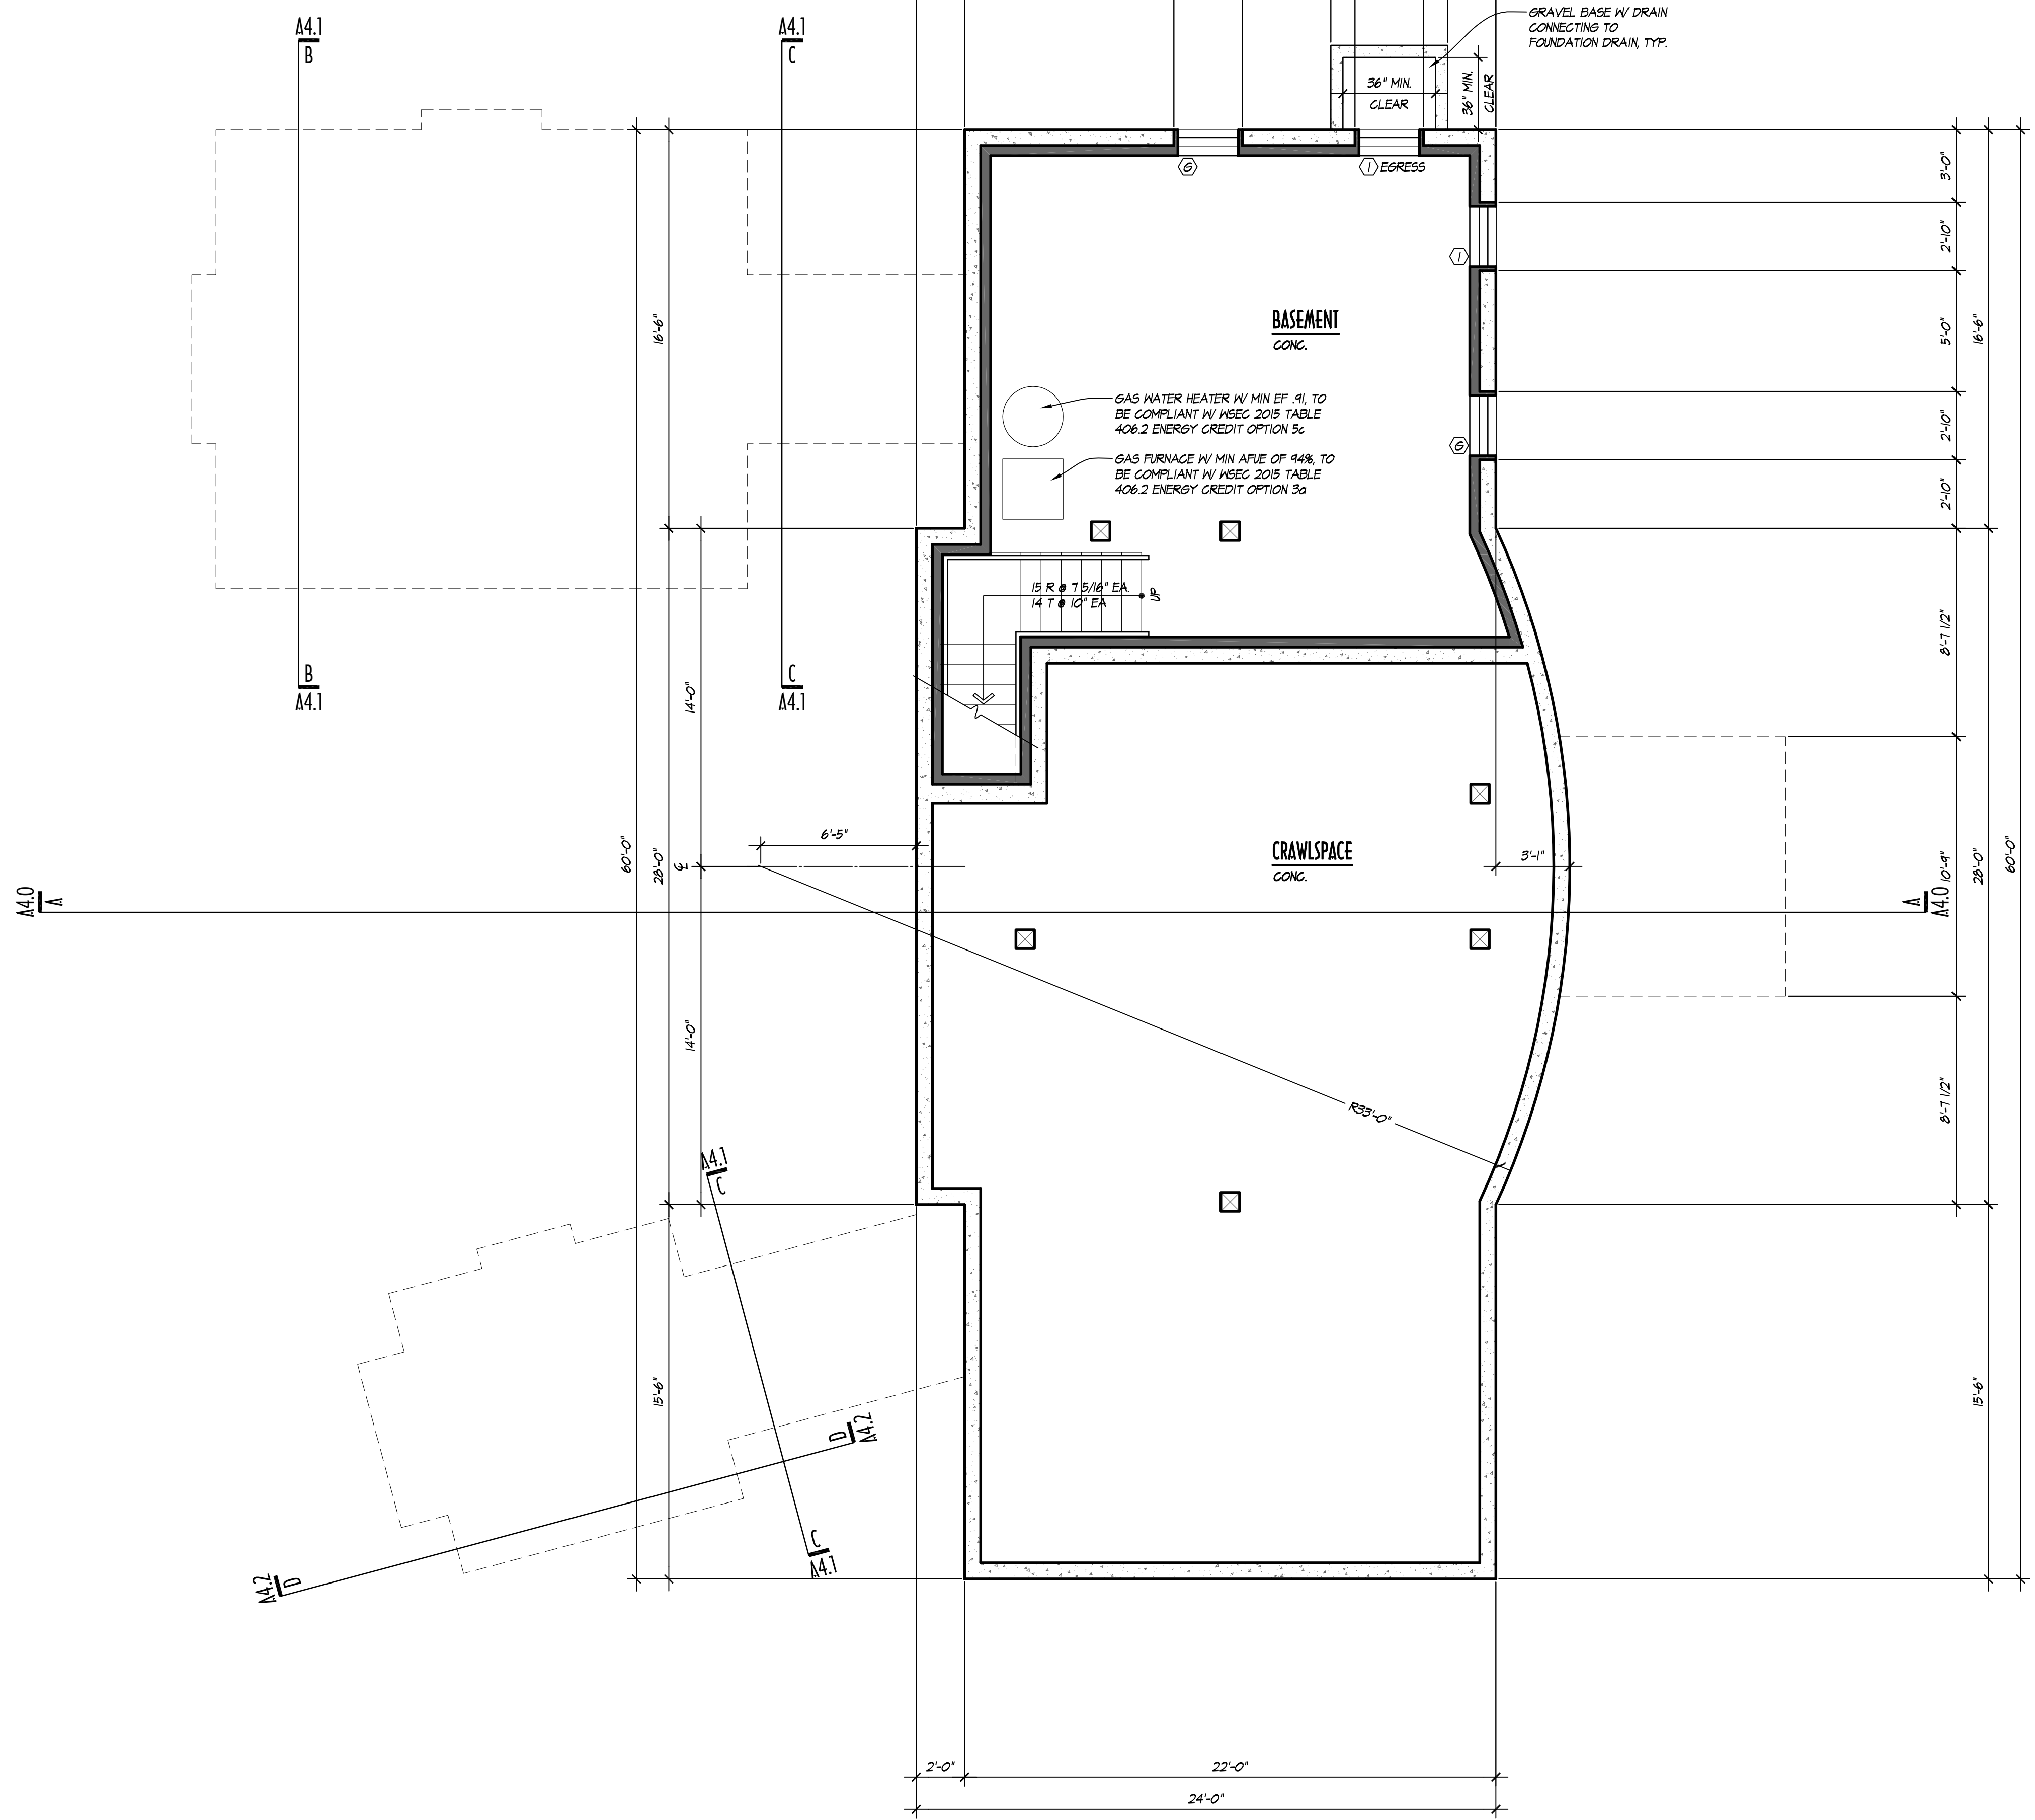 A4.1
B
A4.1
C
GRAVEL BASE W/ DRAIN
CONNECTING TO
FOUNDATION DRAIN, TYP.
36" MIN.
CLEAR
36" MIN.
CLEAR
G
1 EGRESS
3'-0"
2'-10"
1
BASEMENT
CONC.
16'-6"
5'-0"
16'-6"
GAS WATER HEATER W/ MIN EF .91, TO
BE COMPLIANT W/ WSEC 2015 TABLE
406.2 ENERGY CREDIT OPTION 5c
G
2'-10"
GAS FURNACE W/ MIN AFUE OF 94%, TO
BE COMPLIANT W/ WSEC 2015 TABLE
406.2 ENERGY CREDIT OPTION 3a
2'-10"
15 R @ 7 5/16" EA.
14 T @ 10" EA
UP
8'-7 1/2"
B
A4.1
C
A4.1
14'-0"
6'-5"
60'-0"
28'-0"
℄
CRAWLSPACE
CONC.
3'-1"
10'-9"
28'-0"
60'-0"
A4.0
A
A
A4.0
14'-0"
R33'-0"
8'-7 1/2"
A4.1
C
15'-6"
15'-6"
D
A4.2
C
A4.1
A4.2
D
2'-0"
22'-0"
24'-0"